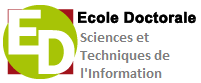 ED
Ecole Doctorale
Sciences et
Techniques de
l'Information